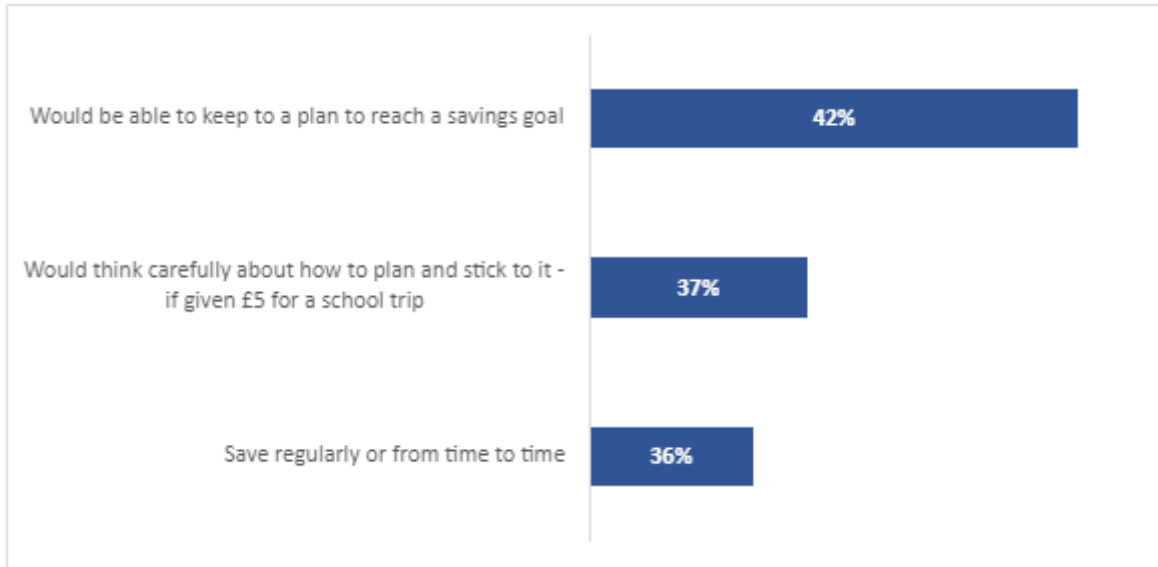 Would be able to keep to a plan to reach a savings goal
42%
Would think carefully about how to plan and stick to it -
if given £5 for a school trip
37%
Save regularly or from time to time
36%